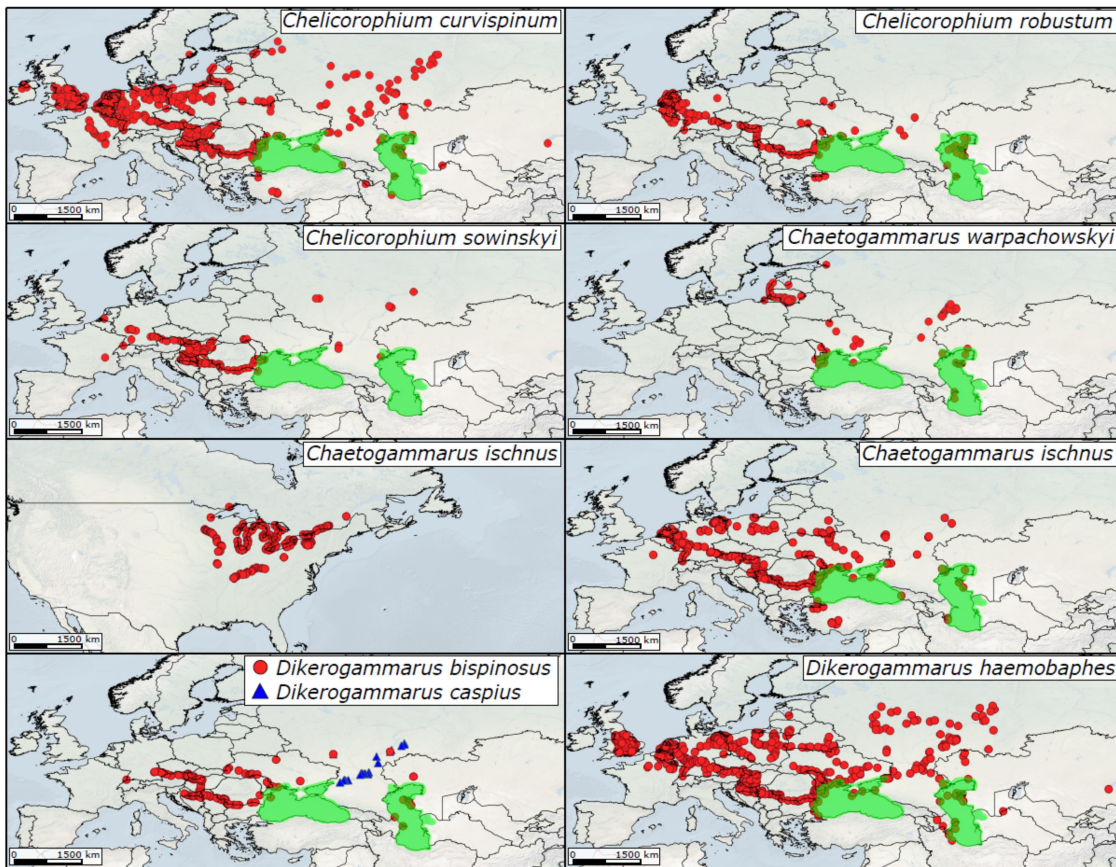 Chelicorophium curvispinum
0 1500 km
Chelicorophium robustum
0 1500 km
Chelicorophium sowinskyi
0 1500 km
Chaetogammarus warpachowskyi
0 1500 km
Chaetogammarus ischnus
0 1500 km
Chaetogammarus ischnus
0 1500 km
Dikerogammarus bispinosus
Dikerogammarus caspius
0 1500 km
Dikerogammarus haemobaphes
0 1500 km